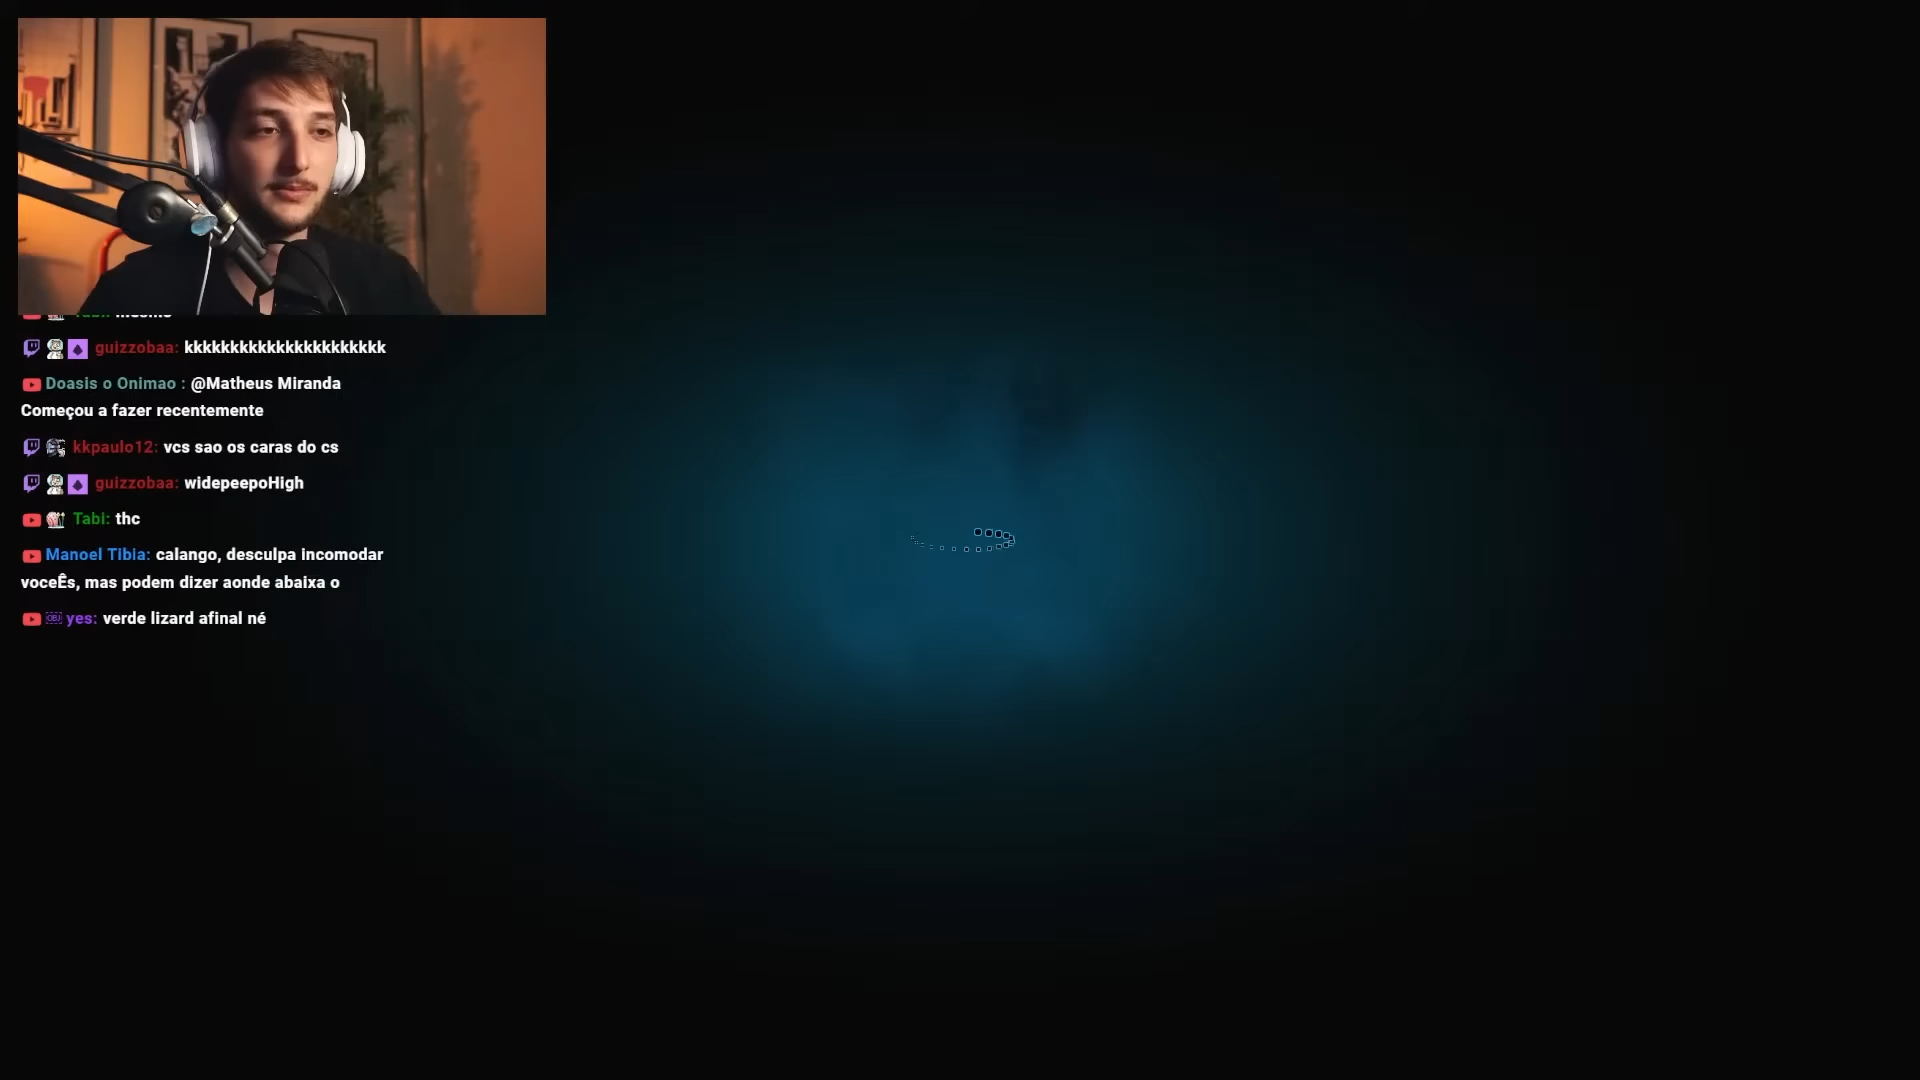 guizzobaa: kkkkkkkkkkkkkkkkkkkkkk
Doasis o Onimao : @Matheus Miranda
Começou a fazer recentemente
kkpaulo12: vcs sao os caras do cs
guizzobaa: widepeepoHigh
Tabi: thc
Manoel Tibia: calango, desculpa incomodar
voceÊs, mas podem dizer aonde abaixa o
yes: verde lizard afinal né